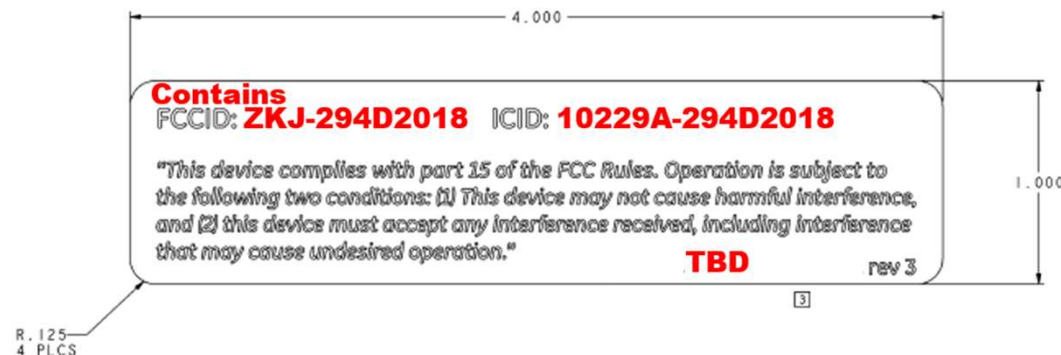 4.000
Contains
FCCID: ZKJ-294D2018 ICID: 10229A-294D2018
"This device complies with part 15 of the FCC Rules. Operation is subject to
the following two conditions: (1) This device may not cause harmful interference,
and (2) this device must accept any interference received, including interference
that may cause undesired operation."
1.000
TBD rev 3
3
R.125
4 PLCS